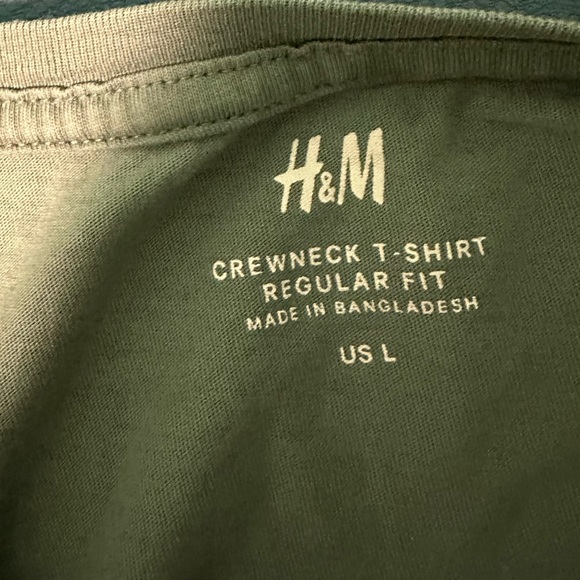 H&M
CREWNECK T-SHIRT
REGULAR FIT
MADE IN BANGLADESH
US L